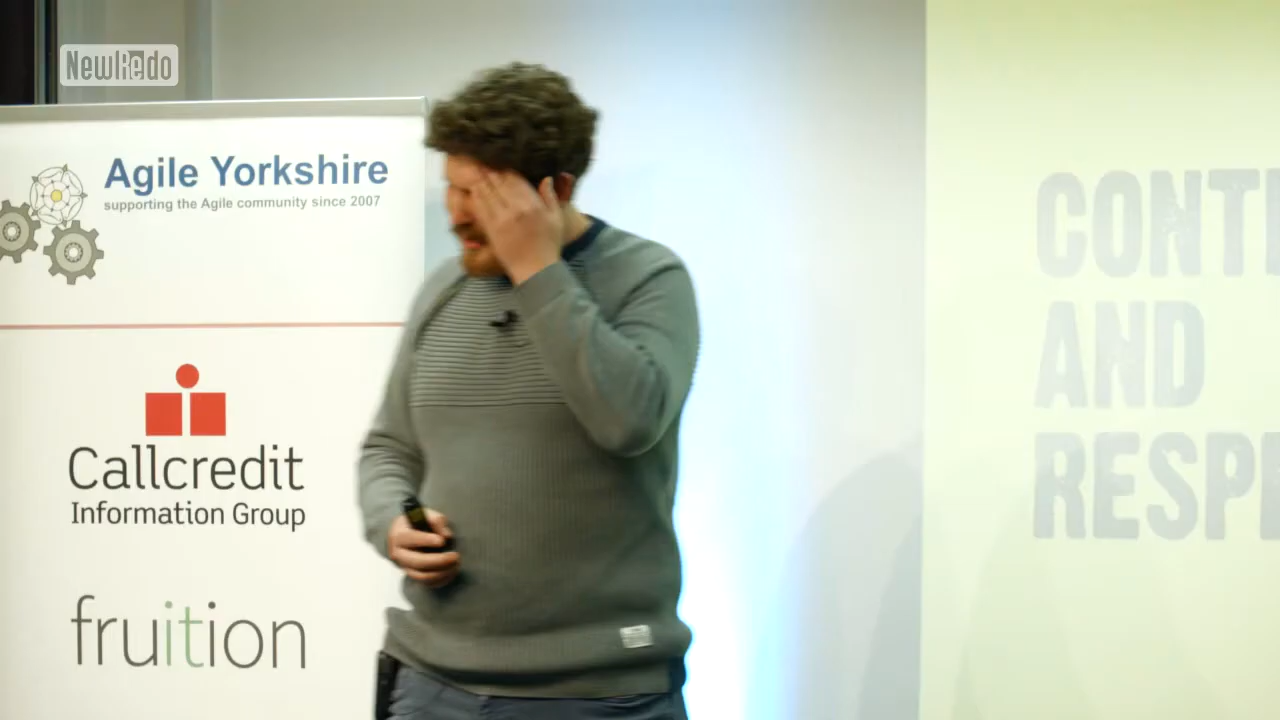 NewRedo
Agile Yorkshire
supporting the Agile community since 2007
Callcredit
Information Group
fruition
AND